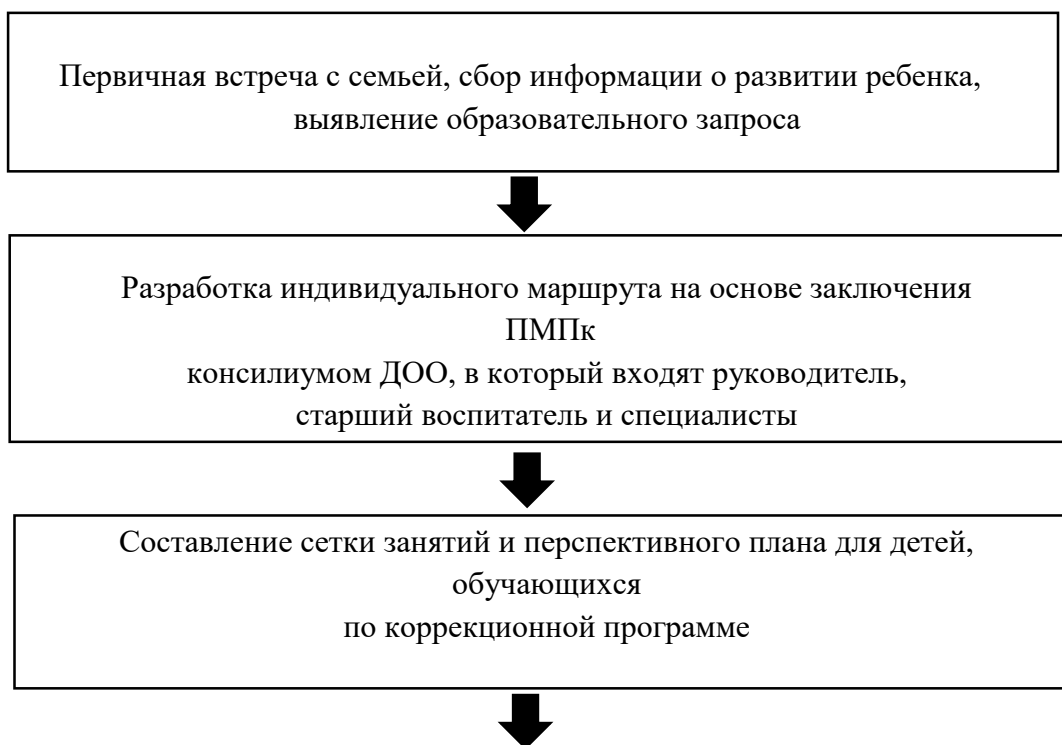 Первичная встреча с семьей, сбор информации о развитии ребенка,
выявление образовательного запроса
Разработка индивидуального маршрута на основе заключения
ПМПк
консилиумом ДОО, в который входят руководитель,
старший воспитатель и специалисты
Составление сетки занятий и перспективного плана для детей,
обучающихся
по коррекционной программе